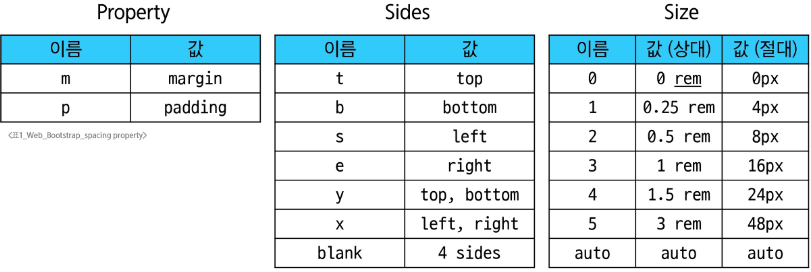 Property
이름 값
m margin
p padding
<표1_Web_Bootstrap_spacing property>
Sides
이름 값
t top
b bottom
s left
e right
y top, bottom
x left, right
blank 4 sides
Size
이름 값 (상대) 값 (절대)
0 0 rem 0px
1 0.25 rem 4px
2 0.5 rem 8px
3 1 rem 16px
4 1.5 rem 24px
5 3 rem 48px
auto auto auto